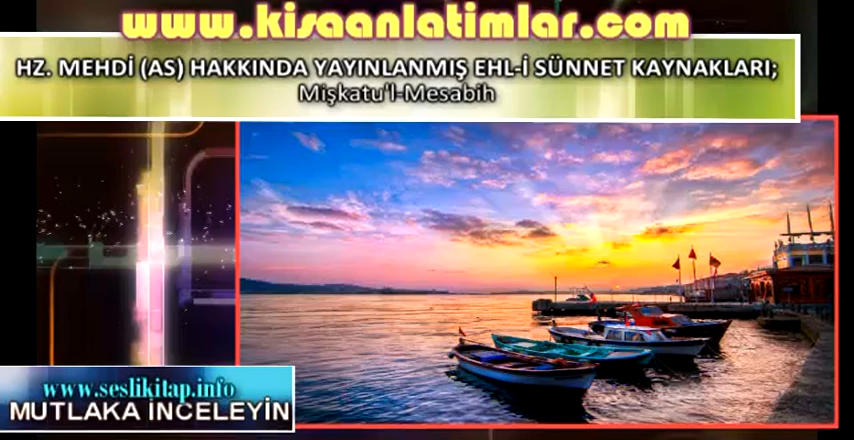 www.kisaanlatimlar.com
HZ. MEHDİ (AS) HAKKINDA YAYINLANMIŞ EHL-İ SÜNNET KAYNAKLARI;
Mişkatu'l-Mesabih
www.seslikitap.info
MUTLAKA İNCELEYİN